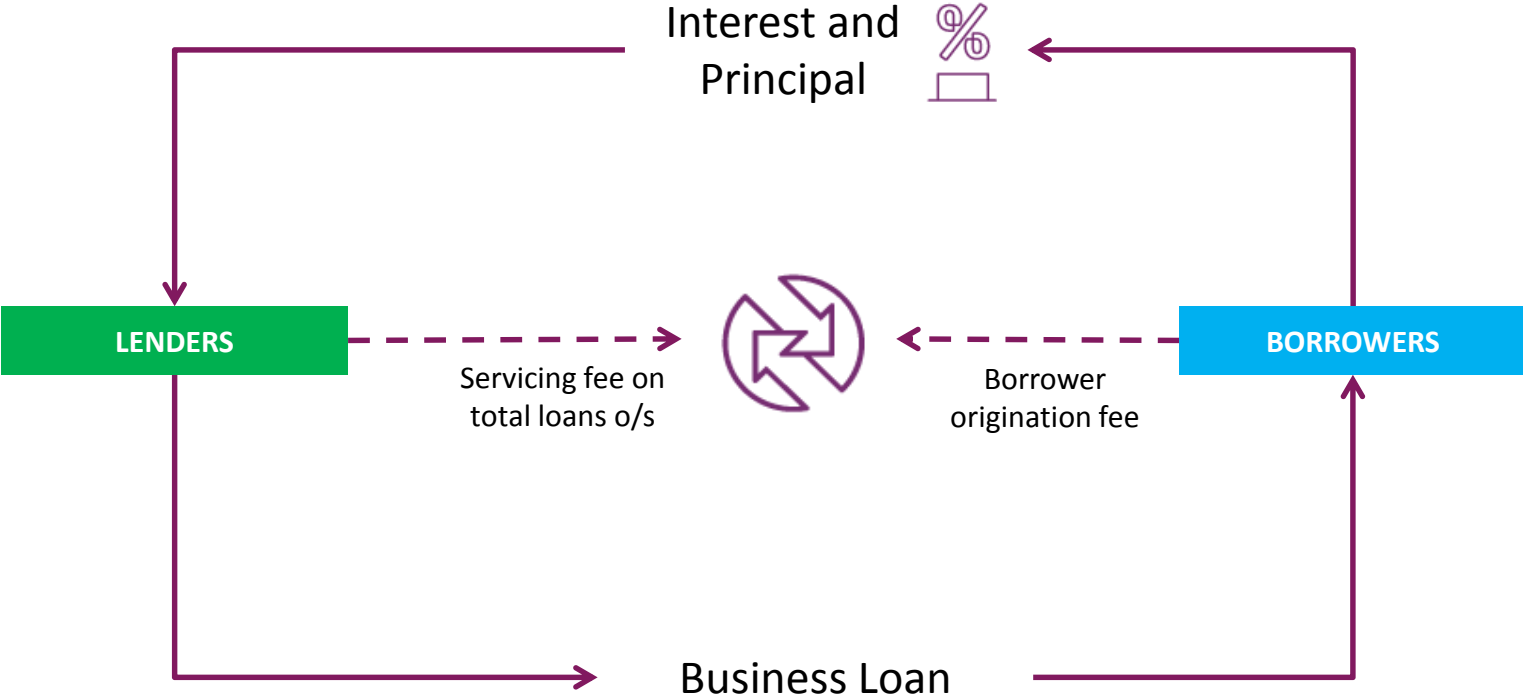 Interest and
Principal
%
LENDERS
BORROWERS
Servicing fee on
total loans o/s
Borrower
origination fee
Business Loan